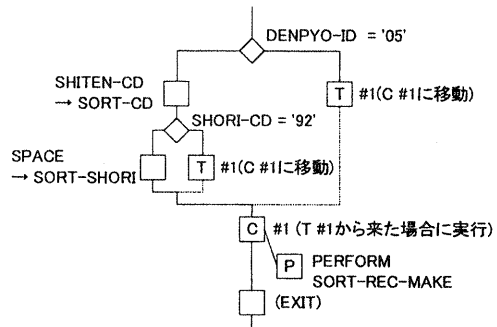 DENPYO-ID = '05'
SHITEN-CD
→ SORT-CD
T
#1(C #1に移動)
SHORI-CD = '92'
SPACE
→ SORT-SHORI
T
#1(C #1に移動)
C
#1 (T #1から来た場合に実行)
P
PERFORM
SORT-REC-MAKE
(EXIT)